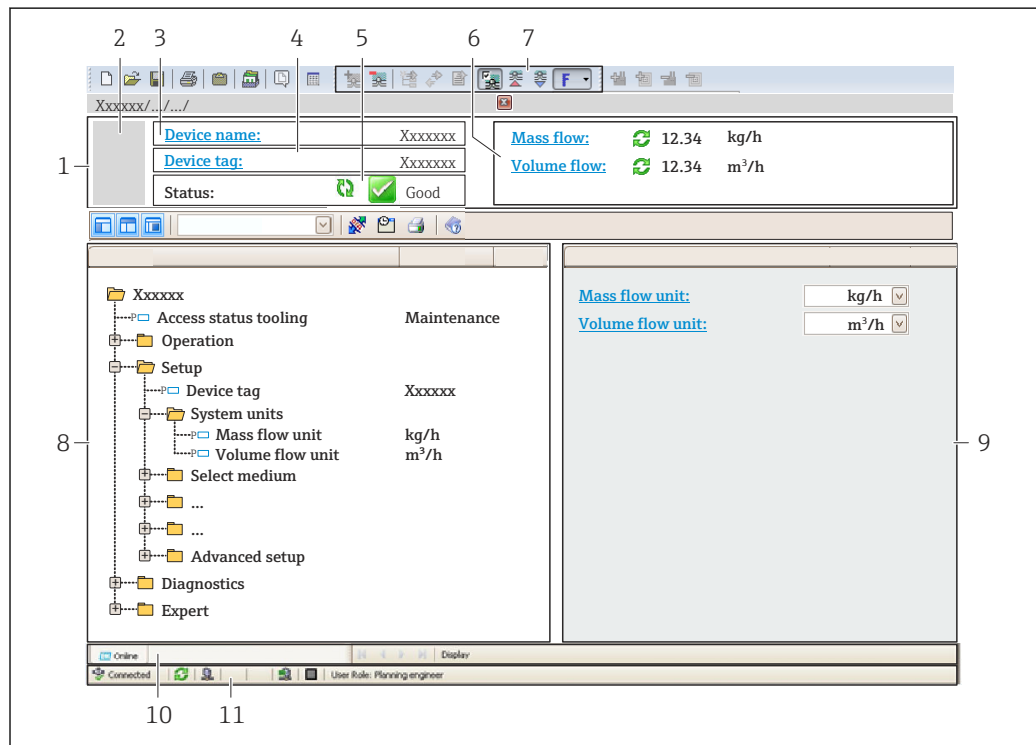 2 3 4 5 6 7
F
Xxxxxx/.../.../
1
Device name: Xxxxxxx
Device tag: Xxxxxxx
Status: Good
Mass flow: 12.34 kg/h
Volume flow: 12.34 m³/h
Xxxxxx
P Access status tooling Maintenance
Operation
Setup
P Device tag Xxxxxx
System units
P Mass flow unit kg/h
P Volume flow unit m³/h
Select medium
...
...
Advanced setup
Diagnostics
Expert
8
Mass flow unit: kg/h
Volume flow unit: m³/h
9
Online Display
Connected User Role: Planning engineer
10 11